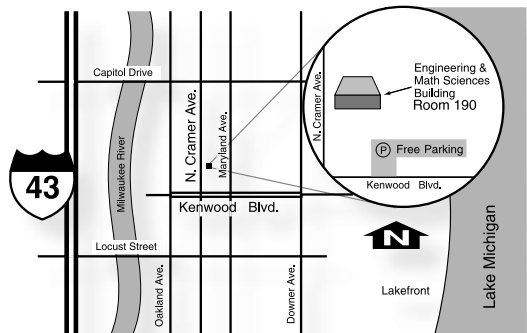 Capitol Drive
Engineering &
Math Sciences
Building
Room 190
N. Cramer Ave.
N. Cramer Ave.
Maryland Ave.
P Free Parking
Kenwood Blvd.
43
Milwaukee River
Kenwood Blvd.
N
Locust Street
Oakland Ave.
Downer Ave.
Lakefront
Lake Michigan